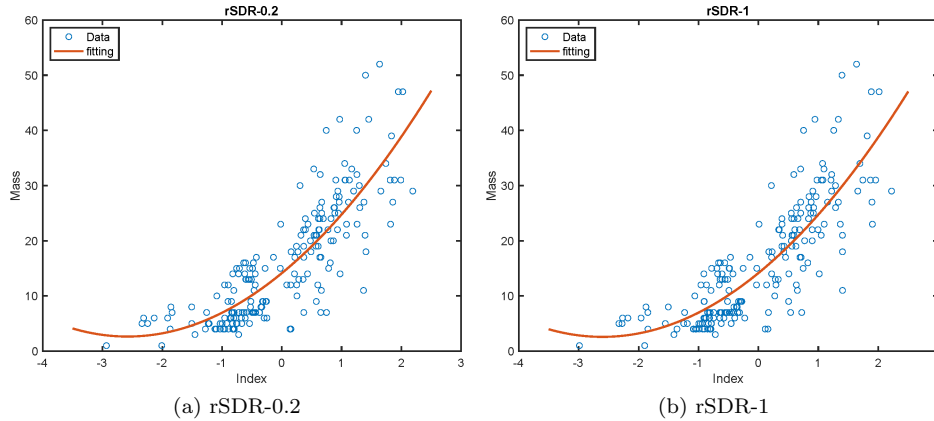 rSDR-0.2
Data
fitting
60
50
40
30
20
10
0
Mass
-4 -3 -2 -1 0 1 2 3
Index
(a) rSDR-0.2
rSDR-1
Data
fitting
60
50
40
30
20
10
0
Mass
-4 -3 -2 -1 0 1 2
Index
(b) rSDR-1